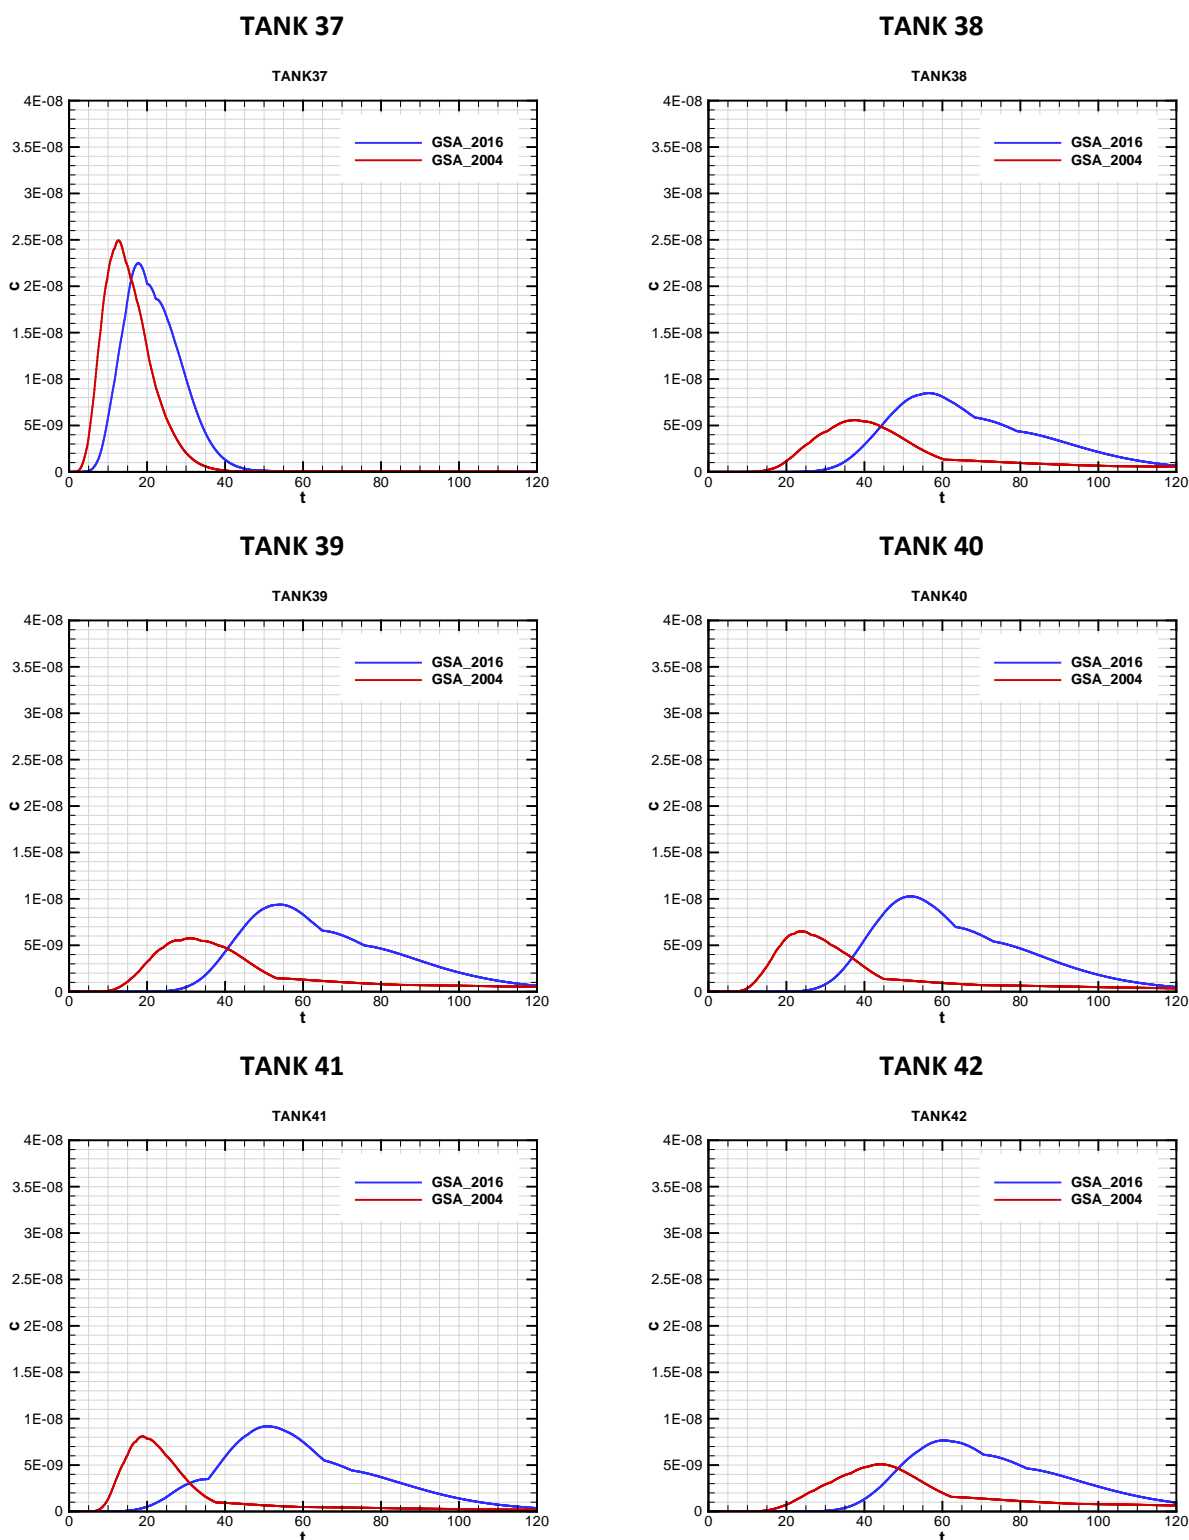 TANK 37
TANK37
4E-08
3.5E-08
3E-08
2.5E-08
2E-08
1.5E-08
1E-08
5E-09
0
c
GSA_2016
GSA_2004
0 20 40 60 80 100 120
t
TANK 38
TANK38
4E-08
3.5E-08
3E-08
2.5E-08
2E-08
1.5E-08
1E-08
5E-09
0
c
GSA_2016
GSA_2004
0 20 40 60 80 100 120
t
TANK 39
TANK39
4E-08
3.5E-08
3E-08
2.5E-08
2E-08
1.5E-08
1E-08
5E-09
0
c
GSA_2016
GSA_2004
0 20 40 60 80 100 120
t
TANK 40
TANK40
4E-08
3.5E-08
3E-08
2.5E-08
2E-08
1.5E-08
1E-08
5E-09
0
c
GSA_2016
GSA_2004
0 20 40 60 80 100 120
t
TANK 41
TANK41
4E-08
3.5E-08
3E-08
2.5E-08
2E-08
1.5E-08
1E-08
5E-09
0
c
GSA_2016
GSA_2004
0 20 40 60 80 100 120
t
TANK 42
TANK42
4E-08
3.5E-08
3E-08
2.5E-08
2E-08
1.5E-08
1E-08
5E-09
0
c
GSA_2016
GSA_2004
0 20 40 60 80 100 120
t